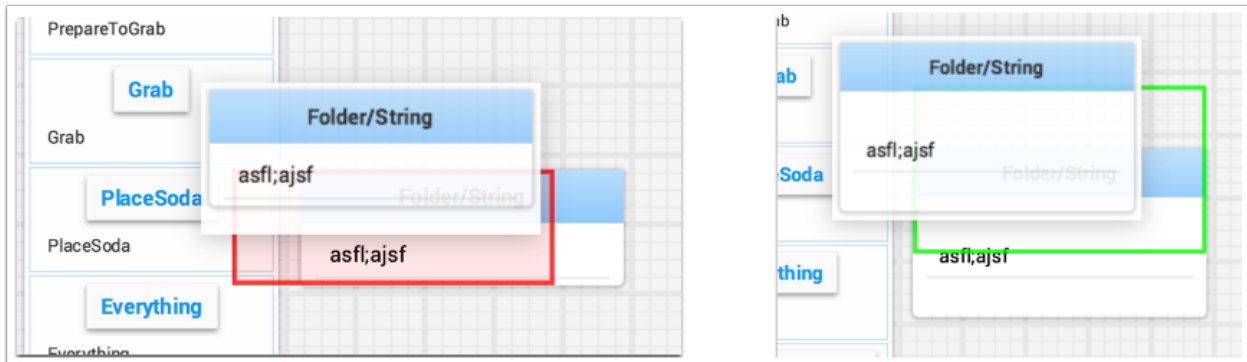 PrepareToGrab
Grab
Grab
PlaceSoda
PlaceSoda
Everything
Everything
Folder/String
asfl;ajsf
Folder/String
asfl;ajsf
ab
Soda
thing
Folder/String
asfl;ajsf
Folder/String
asfl;ajsf